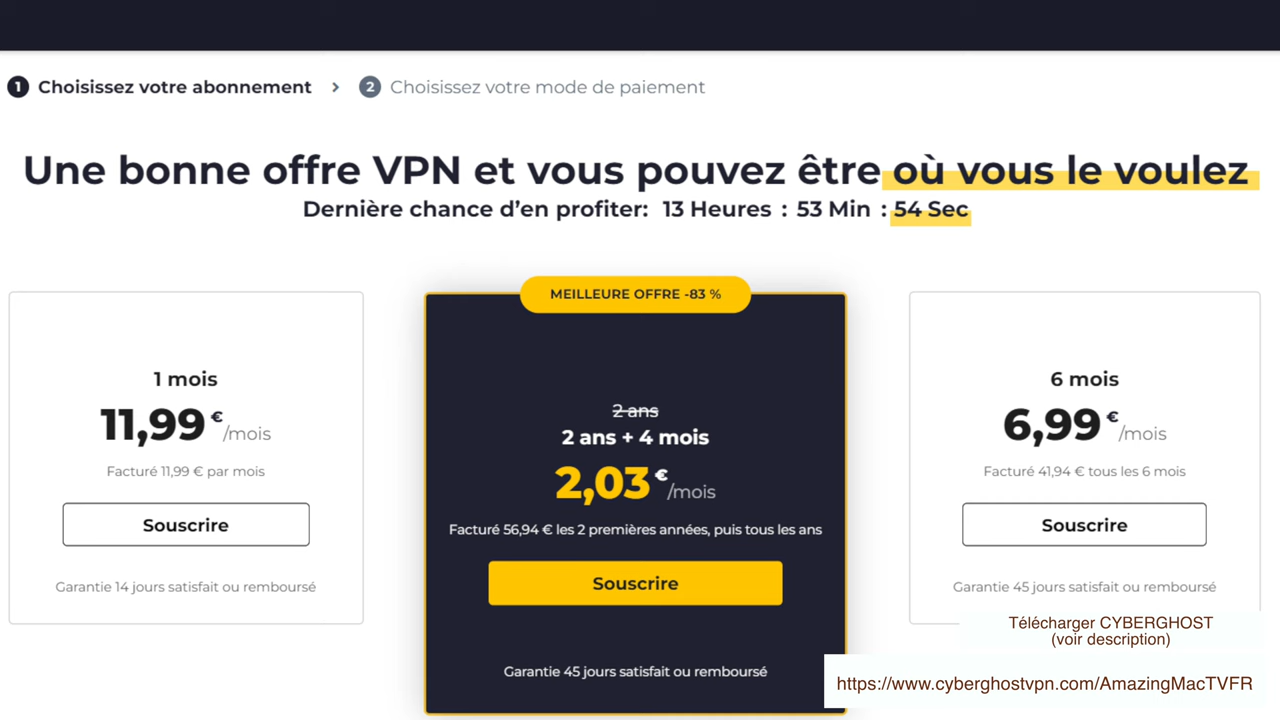 1 Choisissez votre abonnement > 2 Choisissez votre mode de paiement
Une bonne offre VPN et vous pouvez être où vous le voulez
Dernière chance d’en profiter: 13 Heures : 53 Min : 54 Sec
1 mois
11,99 €/mois
Facturé 11,99 € par mois
Souscrire
Garantie 14 jours satisfait ou remboursé
MEILLEURE OFFRE -83 %
2 ans
2 ans + 4 mois
2,03 €/mois
Facturé 56,94 € les 2 premières années, puis tous les ans
Souscrire
Garantie 45 jours satisfait ou remboursé
6 mois
6,99 €/mois
Facturé 41,94 € tous les 6 mois
Souscrire
Garantie 45 jours satisfait ou remboursé
Télécharger CYBERGHOST
(voir description)
https://www.cyberghostvpn.com/AmazingMacTVFR